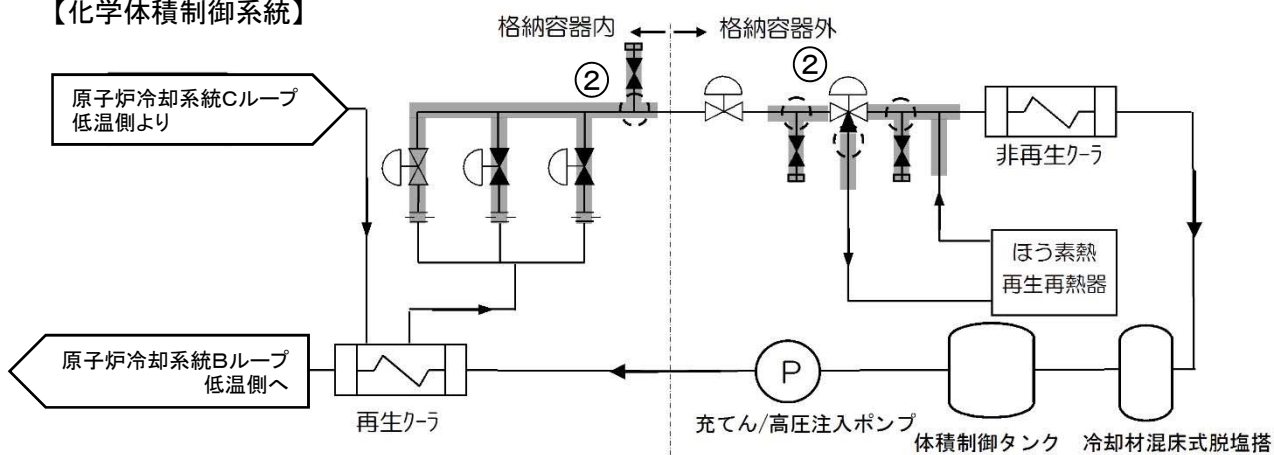 【化学体積制御系統】
格納容器内
格納容器外
②
②
原子炉冷却系統Cループ
低温側より
非再生クーラ
ほう素熱
再生再熱器
原子炉冷却系統Bループ
低温側へ
P
再生クーラ
充てん/高圧注入ポンプ
体積制御タンク
冷却材混床式脱塩搭